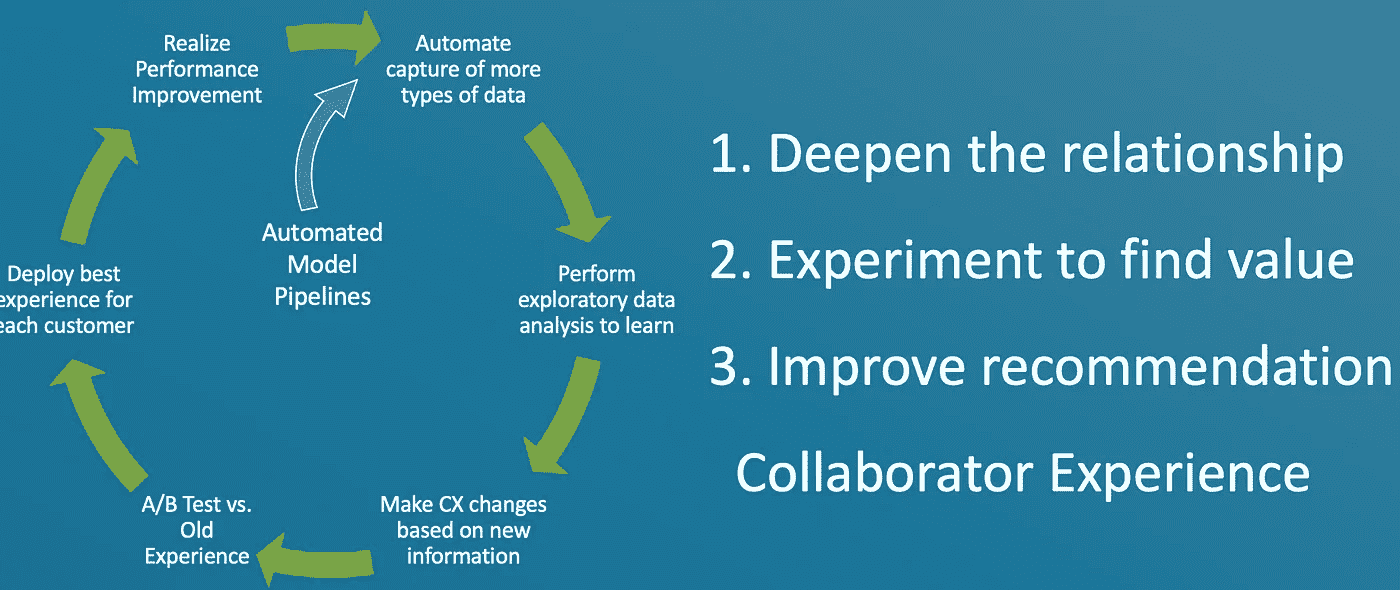 Realize
Performance
Improvement
Automate
capture of more
types of data
Automated
Model
Pipelines
Perform
exploratory data
analysis to learn
Make CX changes
based on new
information
A/B Test vs.
Old
Experience
Deploy best
experience for
each customer
1. Deepen the relationship
2. Experiment to find value
3. Improve recommendation
Collaborator Experience